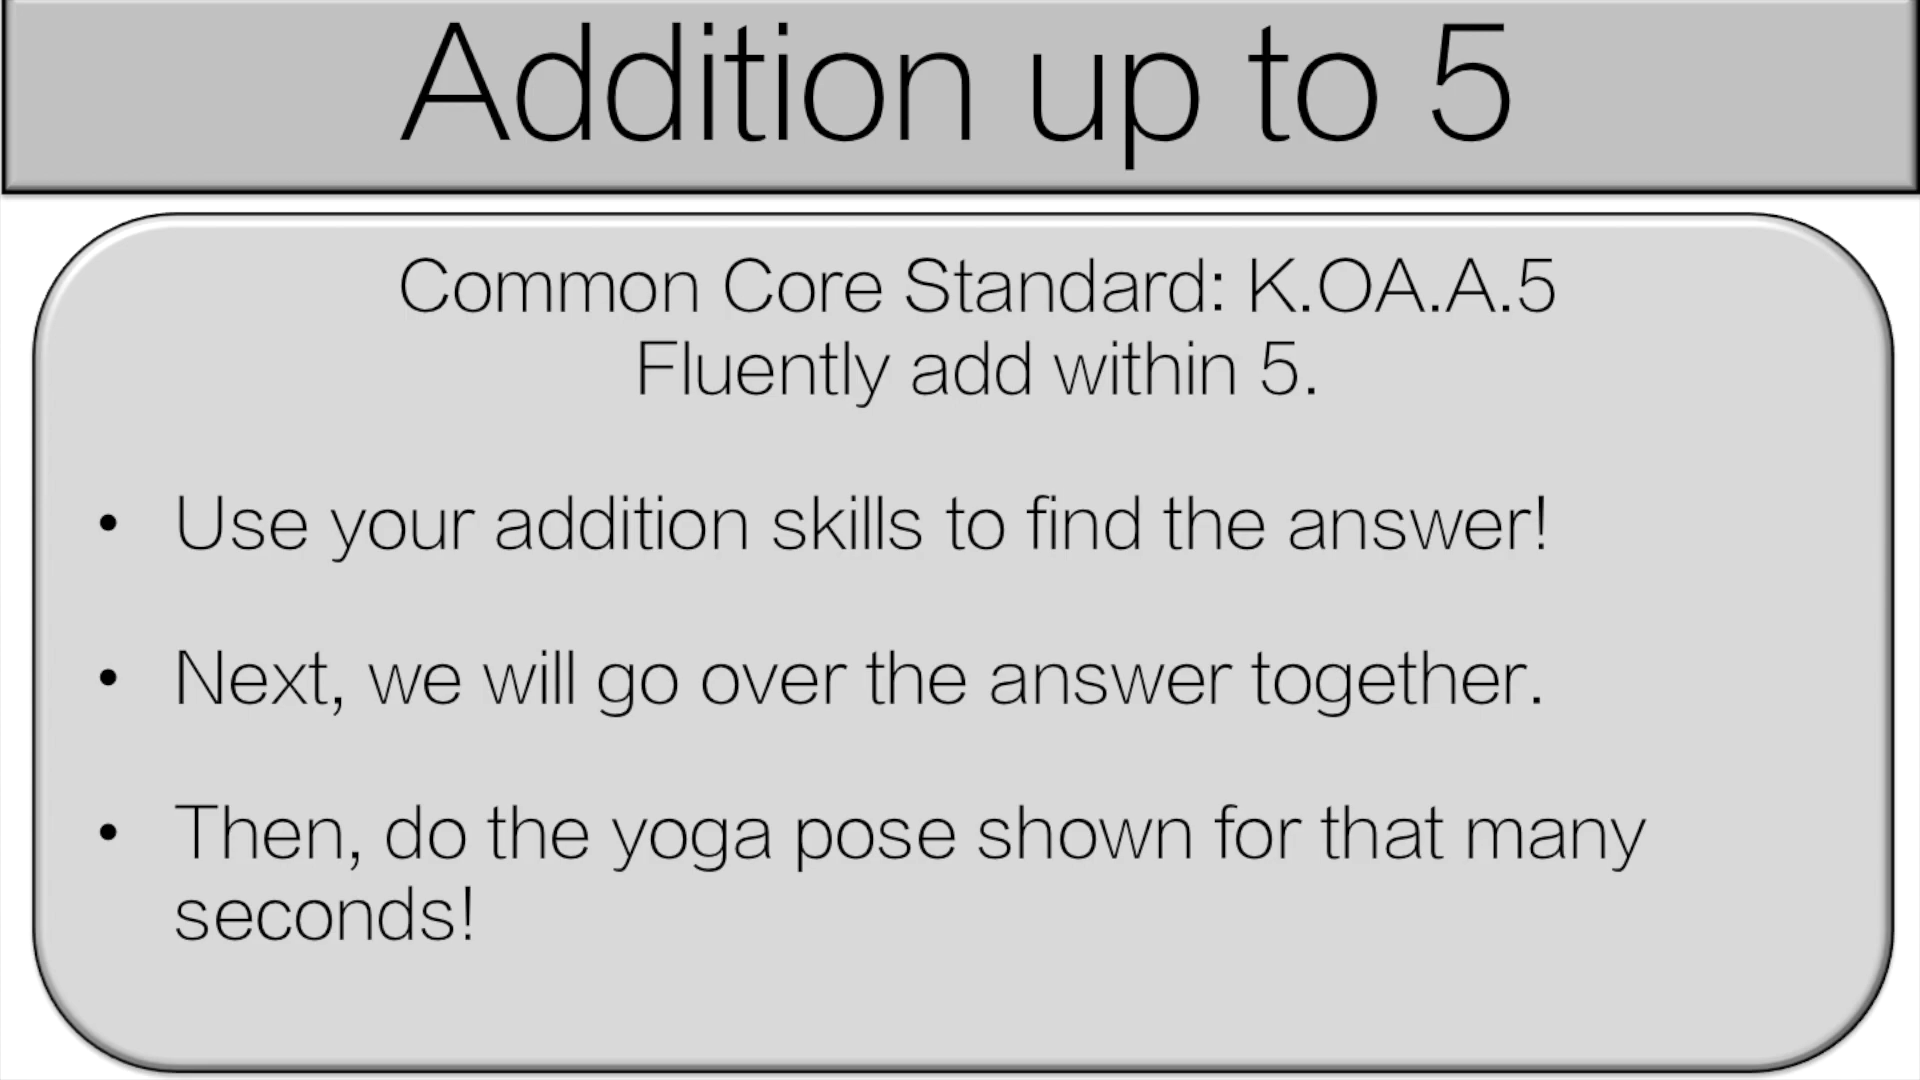 Addition up to 5
Common Core Standard: K.OA.A.5
Fluently add within 5.
• Use your addition skills to find the answer!
• Next, we will go over the answer together.
• Then, do the yoga pose shown for that many
seconds!